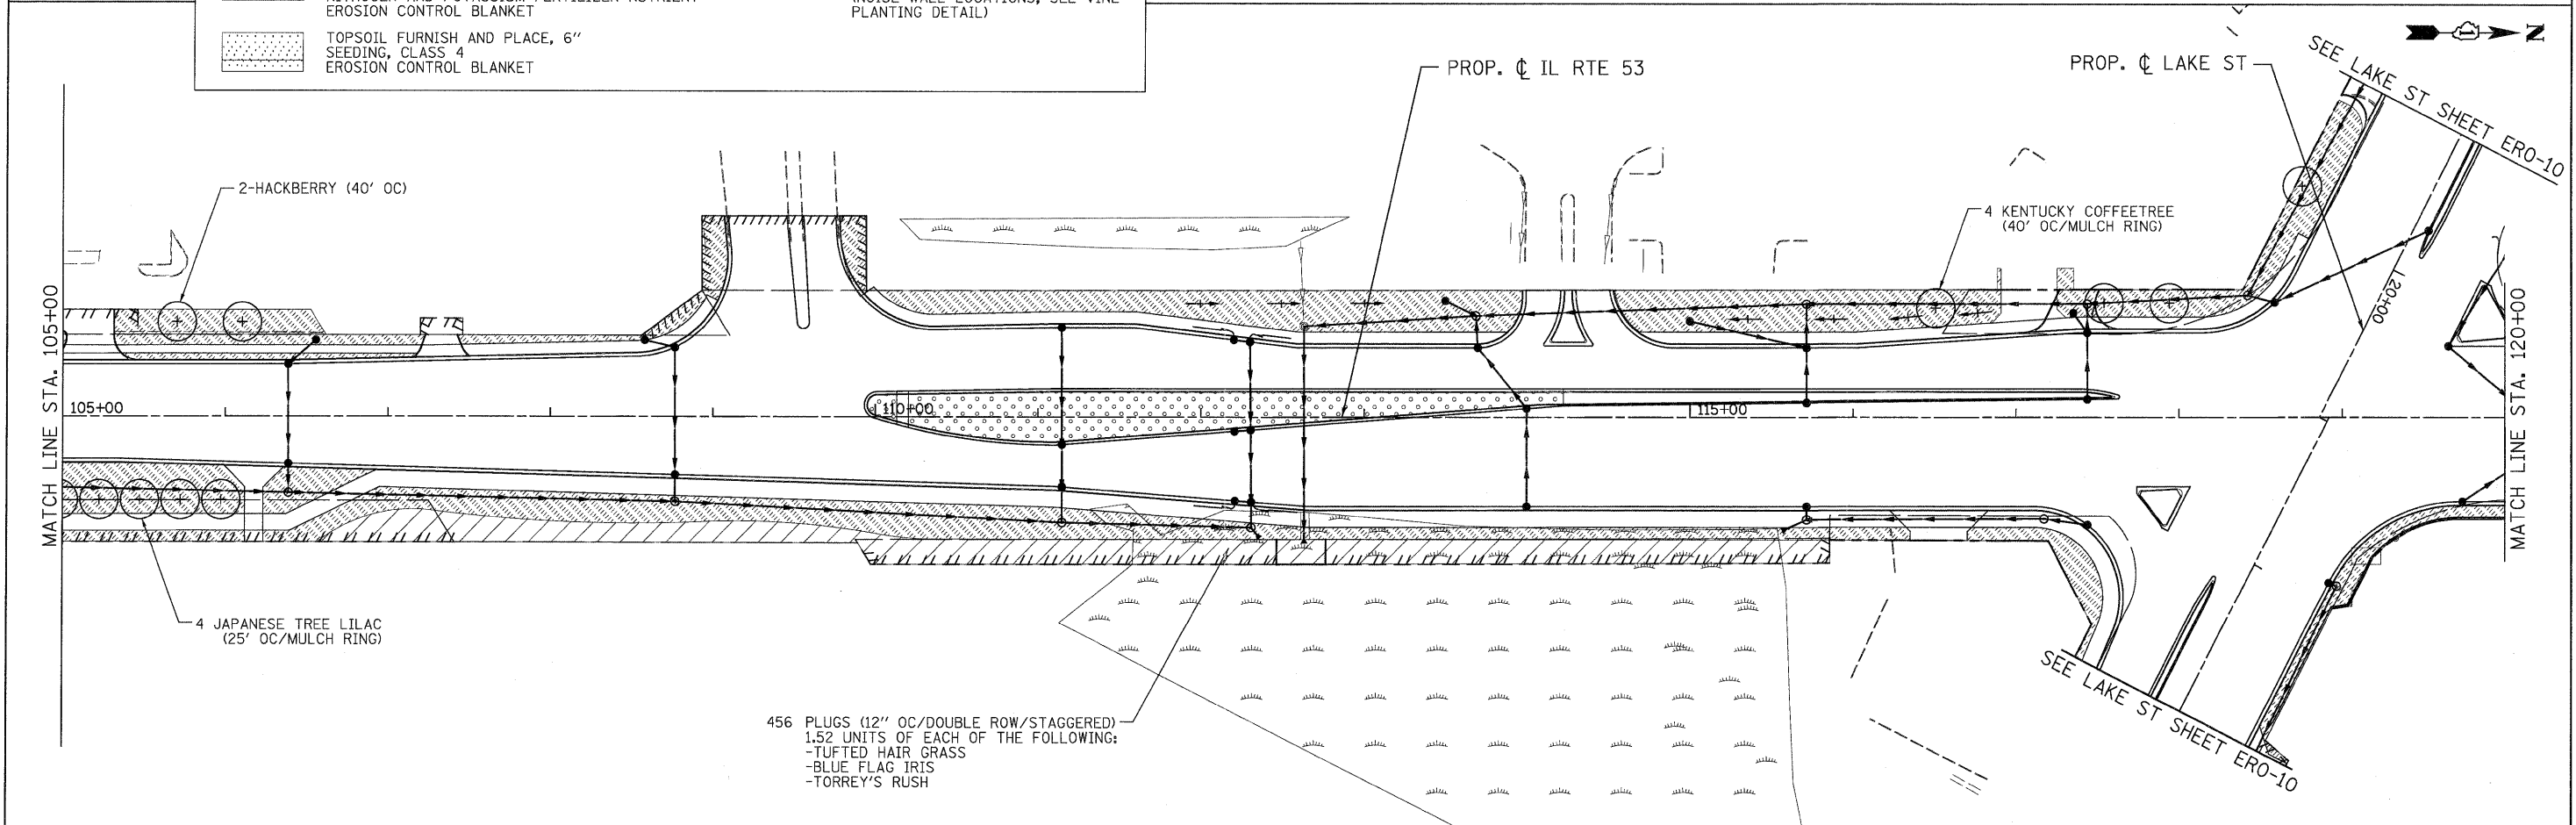 EROSION CONTROL BLANKET
PLANTING DETAIL)
TOPSOIL FURNISH AND PLACE, 6"
SEEDING, CLASS 4
EROSION CONTROL BLANKET
N
PROP. ℄ IL RTE 53
PROP. ℄ LAKE ST
SEE LAKE ST SHEET ERO-10
2-HACKBERRY (40' OC)
4 KENTUCKY COFFEETREE
(40' OC/MULCH RING)
MATCH LINE STA. 105+00
105+00
110+00
115+00
120+00
MATCH LINE STA. 120+00
4 JAPANESE TREE LILAC
(25' OC/MULCH RING)
SEE LAKE ST SHEET ERO-10
456 PLUGS (12" OC/DOUBLE ROW/STAGGERED)
1.52 UNITS OF EACH OF THE FOLLOWING:
-TUFTED HAIR GRASS
-BLUE FLAG IRIS
-TORREY'S RUSH